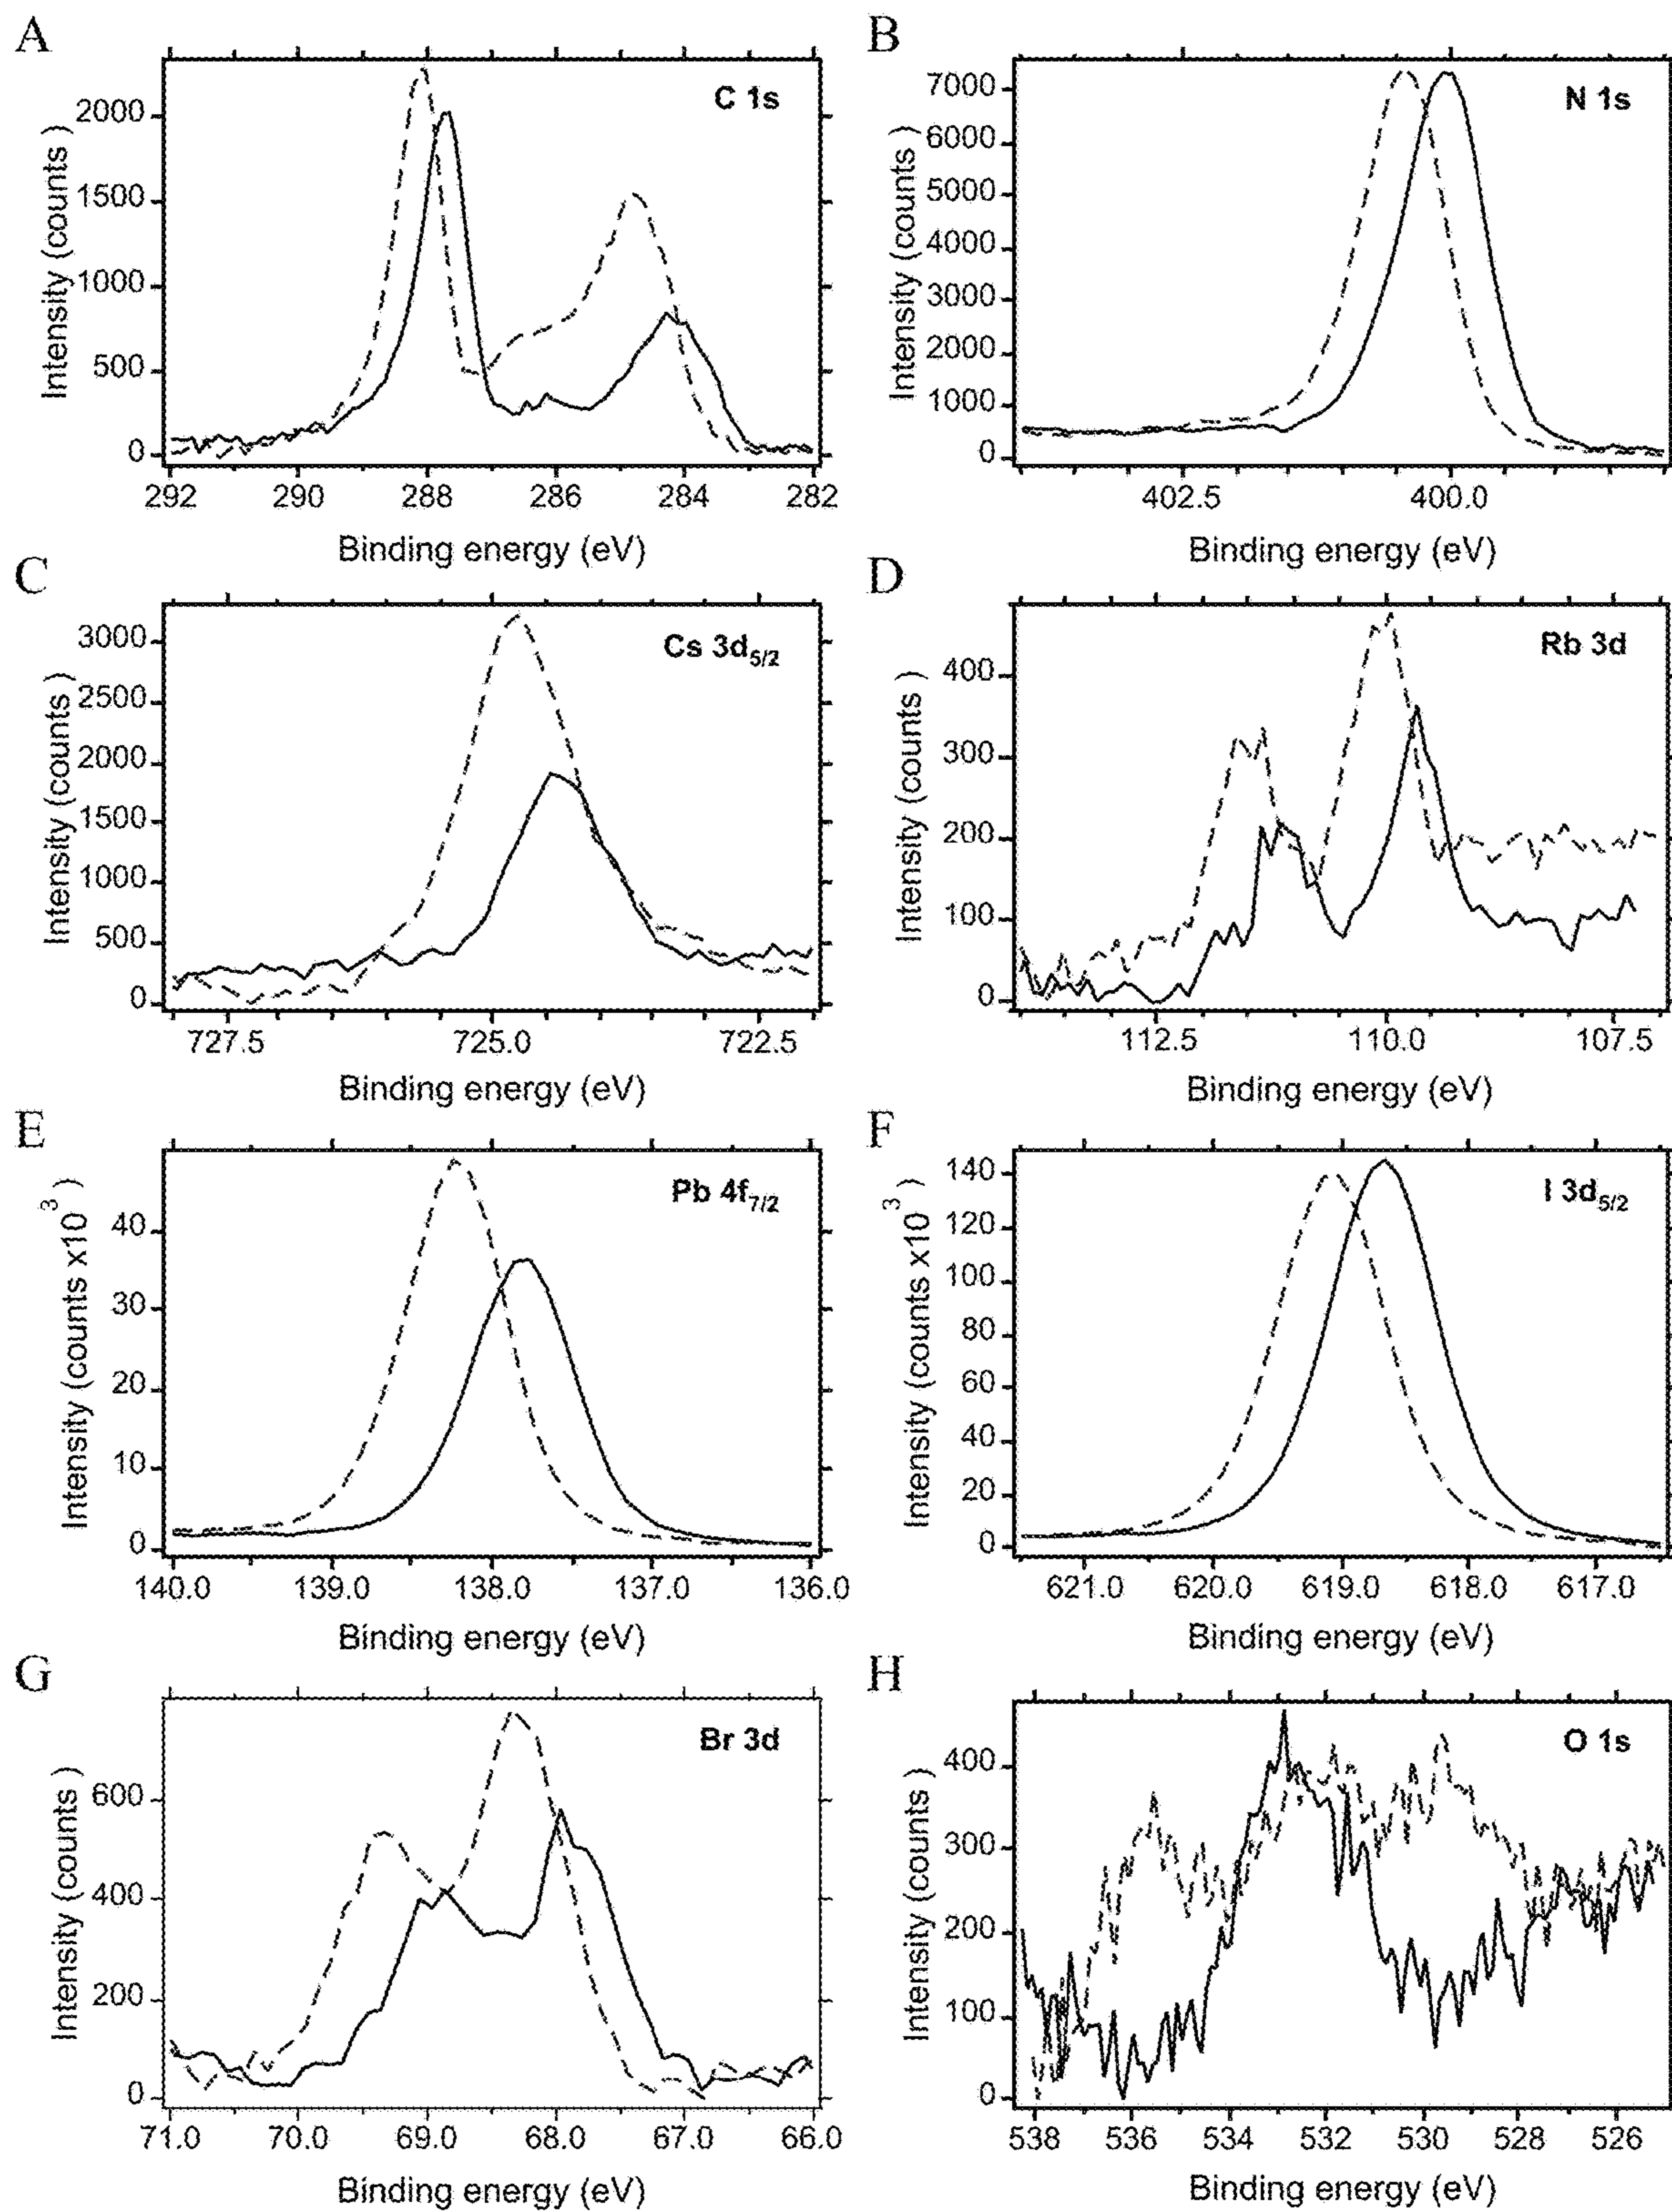 A
C 1s
Intensity (counts )
2000
1500
1000
500
0
292 290 288 286 284 282
Binding energy (eV)
B
N 1s
Intensity (counts )
7000
6000
5000
4000
3000
2000
1000
0
402.5 400.0
Binding energy (eV)
C
Cs 3d5/2
Intensity (counts )
3000
2500
2000
1500
1000
500
0
727.5 725.0 722.5
Binding energy (eV)
D
Rb 3d
Intensity (counts )
400
300
200
100
0
112.5 110.0 107.5
Binding energy (eV)
E
Pb 4f7/2
Intensity (counts x10³ )
40
30
20
10
0
140.0 139.0 138.0 137.0 136.0
Binding energy (eV)
F
I 3d5/2
Intensity (counts x10³ )
140
120
100
80
60
40
20
0
621.0 620.0 619.0 618.0 617.0
Binding energy (eV)
G
Br 3d
Intensity (counts )
600
400
200
0
71.0 70.0 69.0 68.0 67.0 66.0
Binding energy (eV)
H
O 1s
Intensity (counts )
400
300
200
100
0
538 536 534 532 530 528 526
Binding energy (eV)